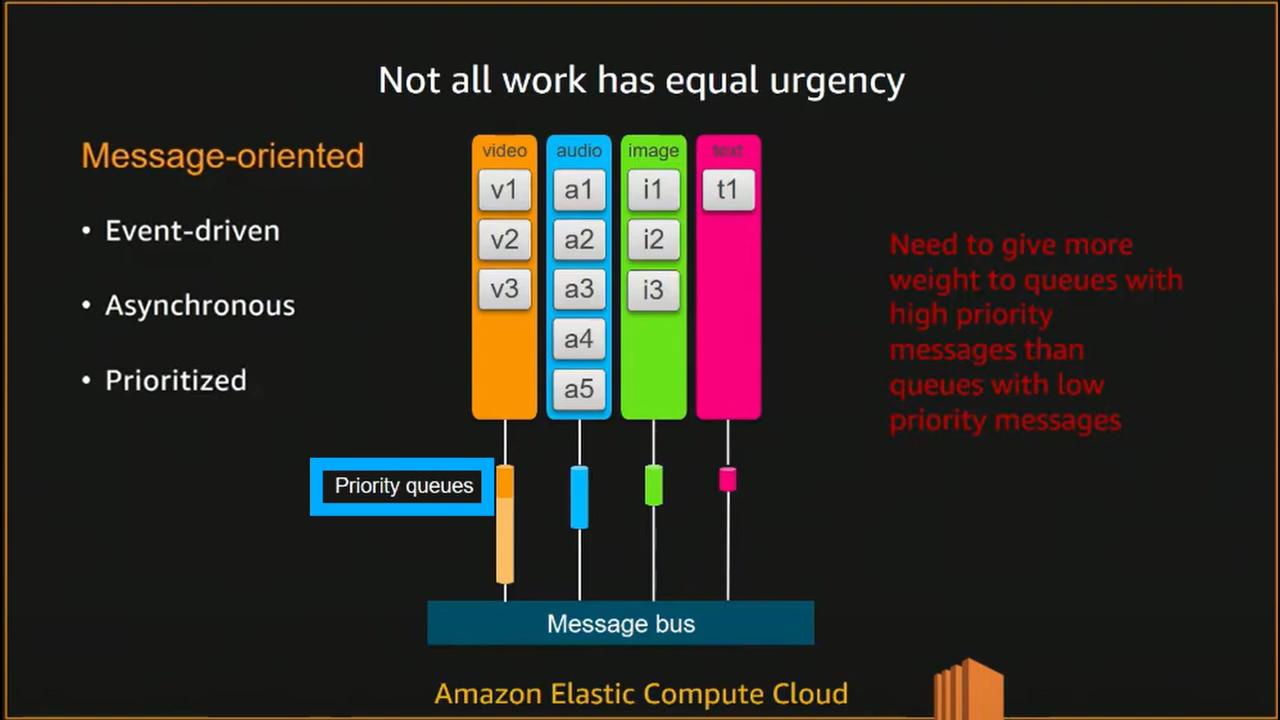 Not all work has equal urgency
Message-oriented
• Event-driven
• Asynchronous
• Prioritized
video audio image text
v1 a1 i1 t1
v2 a2 i2
v3 a3 i3
a4
a5
Need to give more
weight to queues with
high priority
messages than
queues with low
priority messages
Priority queues
Message bus
Amazon Elastic Compute Cloud